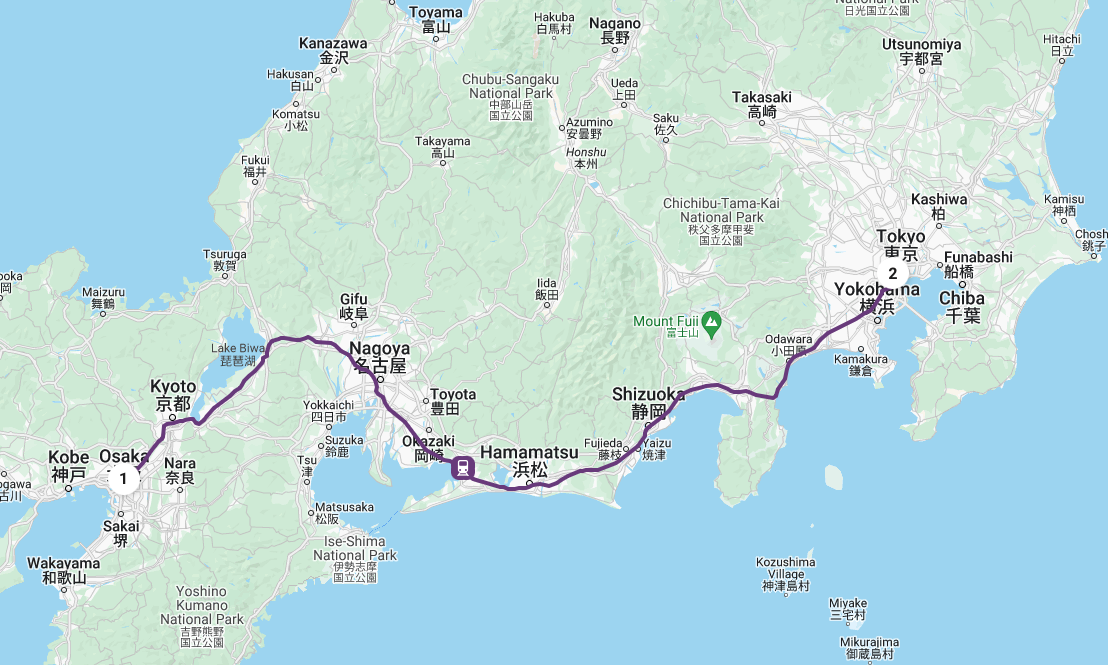 Toyama
富山
Hakuba
白馬村
Nagano
長野
日光国立公園
Utsunomiya
宇都宮
Hitachi
日立
Kanazawa
金沢
Hakusan
白山
Komatsu
小松
Chubu-Sangaku
National Park
中部山岳
国立公園
Ueda
上田
Takasaki
高崎
Azumino
安曇野
Saku
佐久
Takayama
高山
Honshu
本州
Fukui
福井
Chichibu-Tama-Kai
National Park
秩父多摩甲斐
国立公園
Kashiwa
柏
Kamisu
神栖
Tokyo
東京
Chosh
銚子
Tsuruga
敦賀
Funabashi
船橋
2
Maizuru
舞鶴
Iida
飯田
Yokohama
横浜
Chiba
千葉
Gifu
岐阜
Mount Fuji
富士山
Lake Biwa
琵琶湖
Nagoya
名古屋
Odawara
小田原
Kamakura
鎌倉
Kyoto
京都
Toyota
豊田
Shizuoka
静岡
Yokkaichi
四日市
Suzuka
鈴鹿
Okazaki
岡崎
Fujieda
藤枝
Yaizu
焼津
Kobe
神戸
Osaka
1
Nara
奈良
Tsu
津
Hamamatsu
浜松
Sakai
堺
Matsusaka
松阪
Ise-Shima
National Park
伊勢志摩
国立公園
Wakayama
和歌山
Yoshino
Kumano
National Park
吉野熊野
国立公園
Kozushima
Village
神津島村
Miyake
三宅村
Mikurajima
御蔵島村